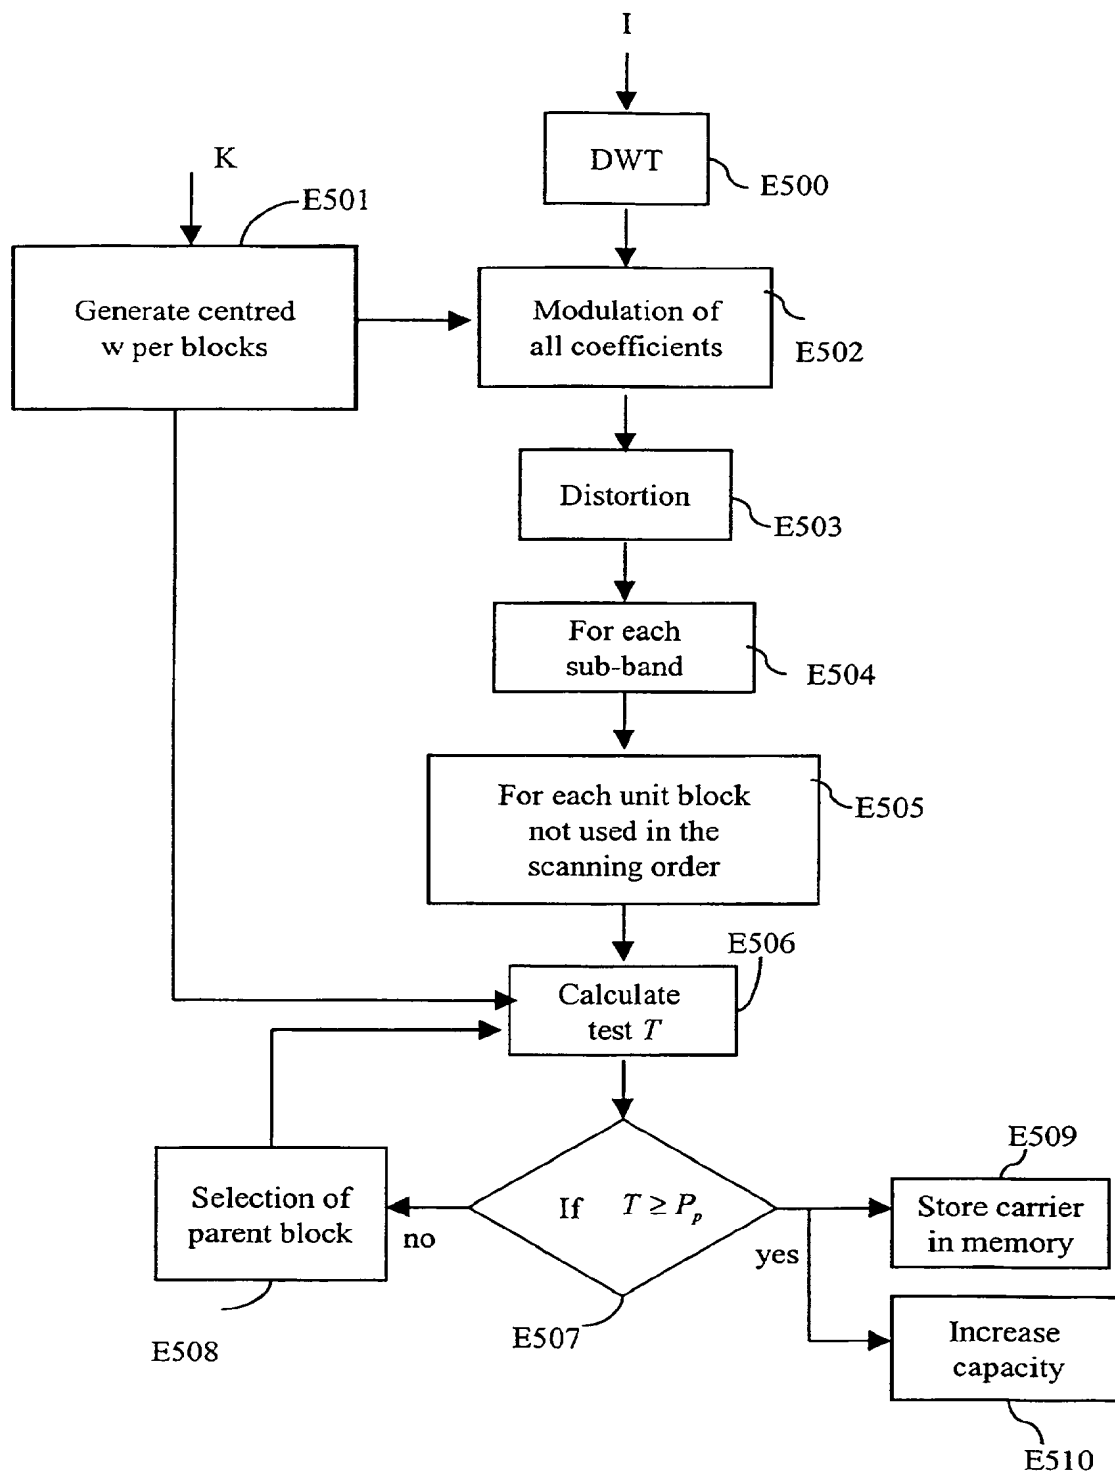 I
DWT
E500
K
E501
Generate centred
w per blocks
Modulation of
all coefficients
E502
Distortion
E503
For each
sub-band
E504
For each unit block
not used in the
scanning order
E505
E506
Calculate
test T
If T ≥ Pp
no
yes
E507
Selection of
parent block
E508
E509
Store carrier
in memory
Increase
capacity
E510